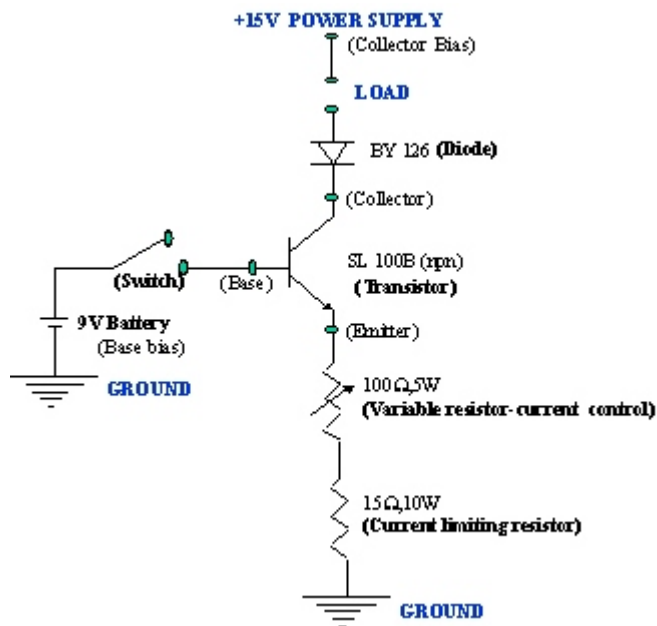 +15V POWER SUPPLY
(Collector Bias)
LOAD
BY 126 (Diode)
(Collector)
SL 100B (npn)
(Transistor)
(Switch)
(Base)
9V Battery
(Base bias)
(Emitter)
GROUND
100Ω,5W
(Variable resistor-current control)
15Ω,10W
(Current limiting resistor)
GROUND